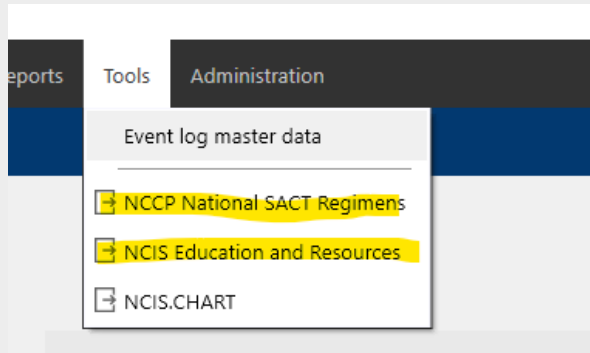 eports Tools Administration
Event log master data
NCCP National SACT Regimens
NCIS Education and Resources
NCIS.CHART